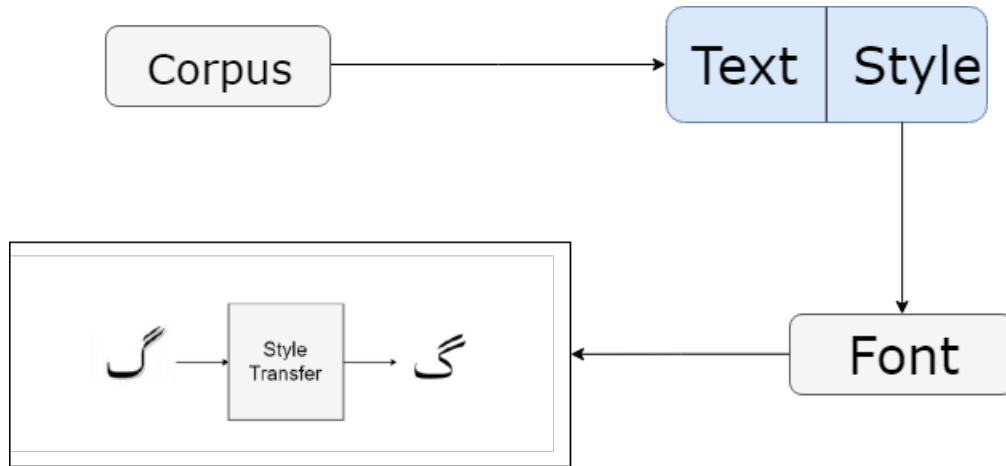 Corpus
Text
Style
Font
گ
Style
Transfer
گ